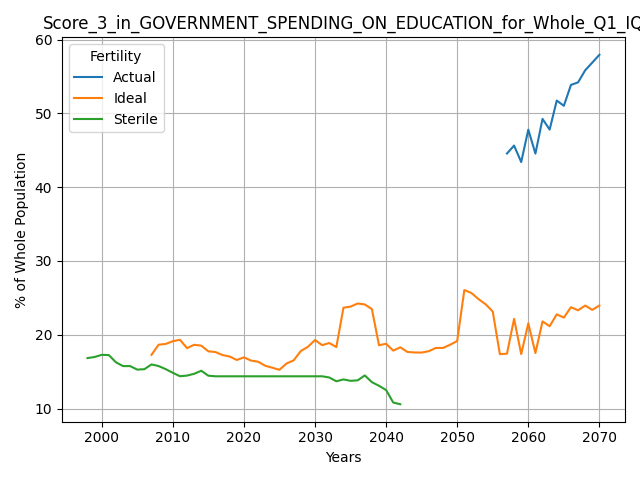 Score_3_in_GOVERNMENT_SPENDING_ON_EDUCATION_for_Whole_Q1_IQ
60
50
40
30
20
10
% of Whole Population
Fertility
Actual
Ideal
Sterile
2000 2010 2020 2030 2040 2050 2060 2070
Years